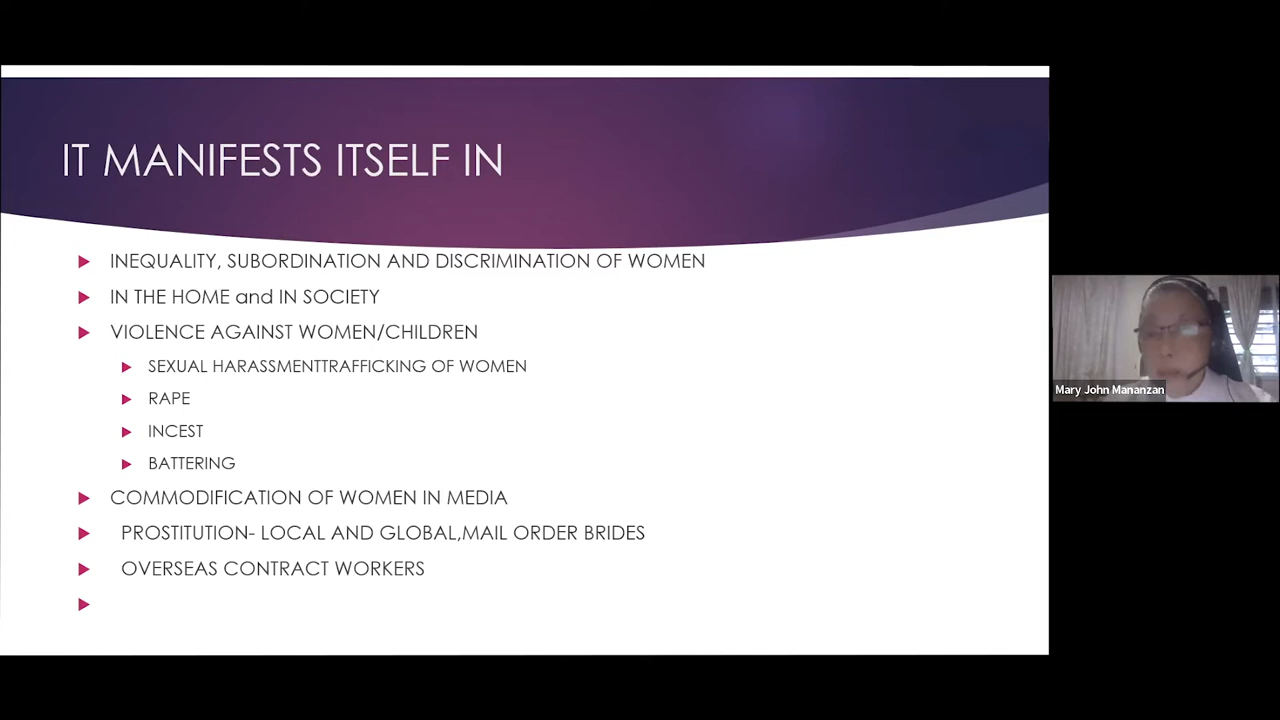 IT MANIFESTS ITSELF IN
INEQUALITY, SUBORDINATION AND DISCRIMINATION OF WOMEN
IN THE HOME and IN SOCIETY
VIOLENCE AGAINST WOMEN/CHILDREN
SEXUAL HARASSMENTTRAFFICKING OF WOMEN
RAPE
INCEST
BATTERING
COMMODIFICATION OF WOMEN IN MEDIA
PROSTITUTION- LOCAL AND GLOBAL,MAIL ORDER BRIDES
OVERSEAS CONTRACT WORKERS
Mary John Mananzan